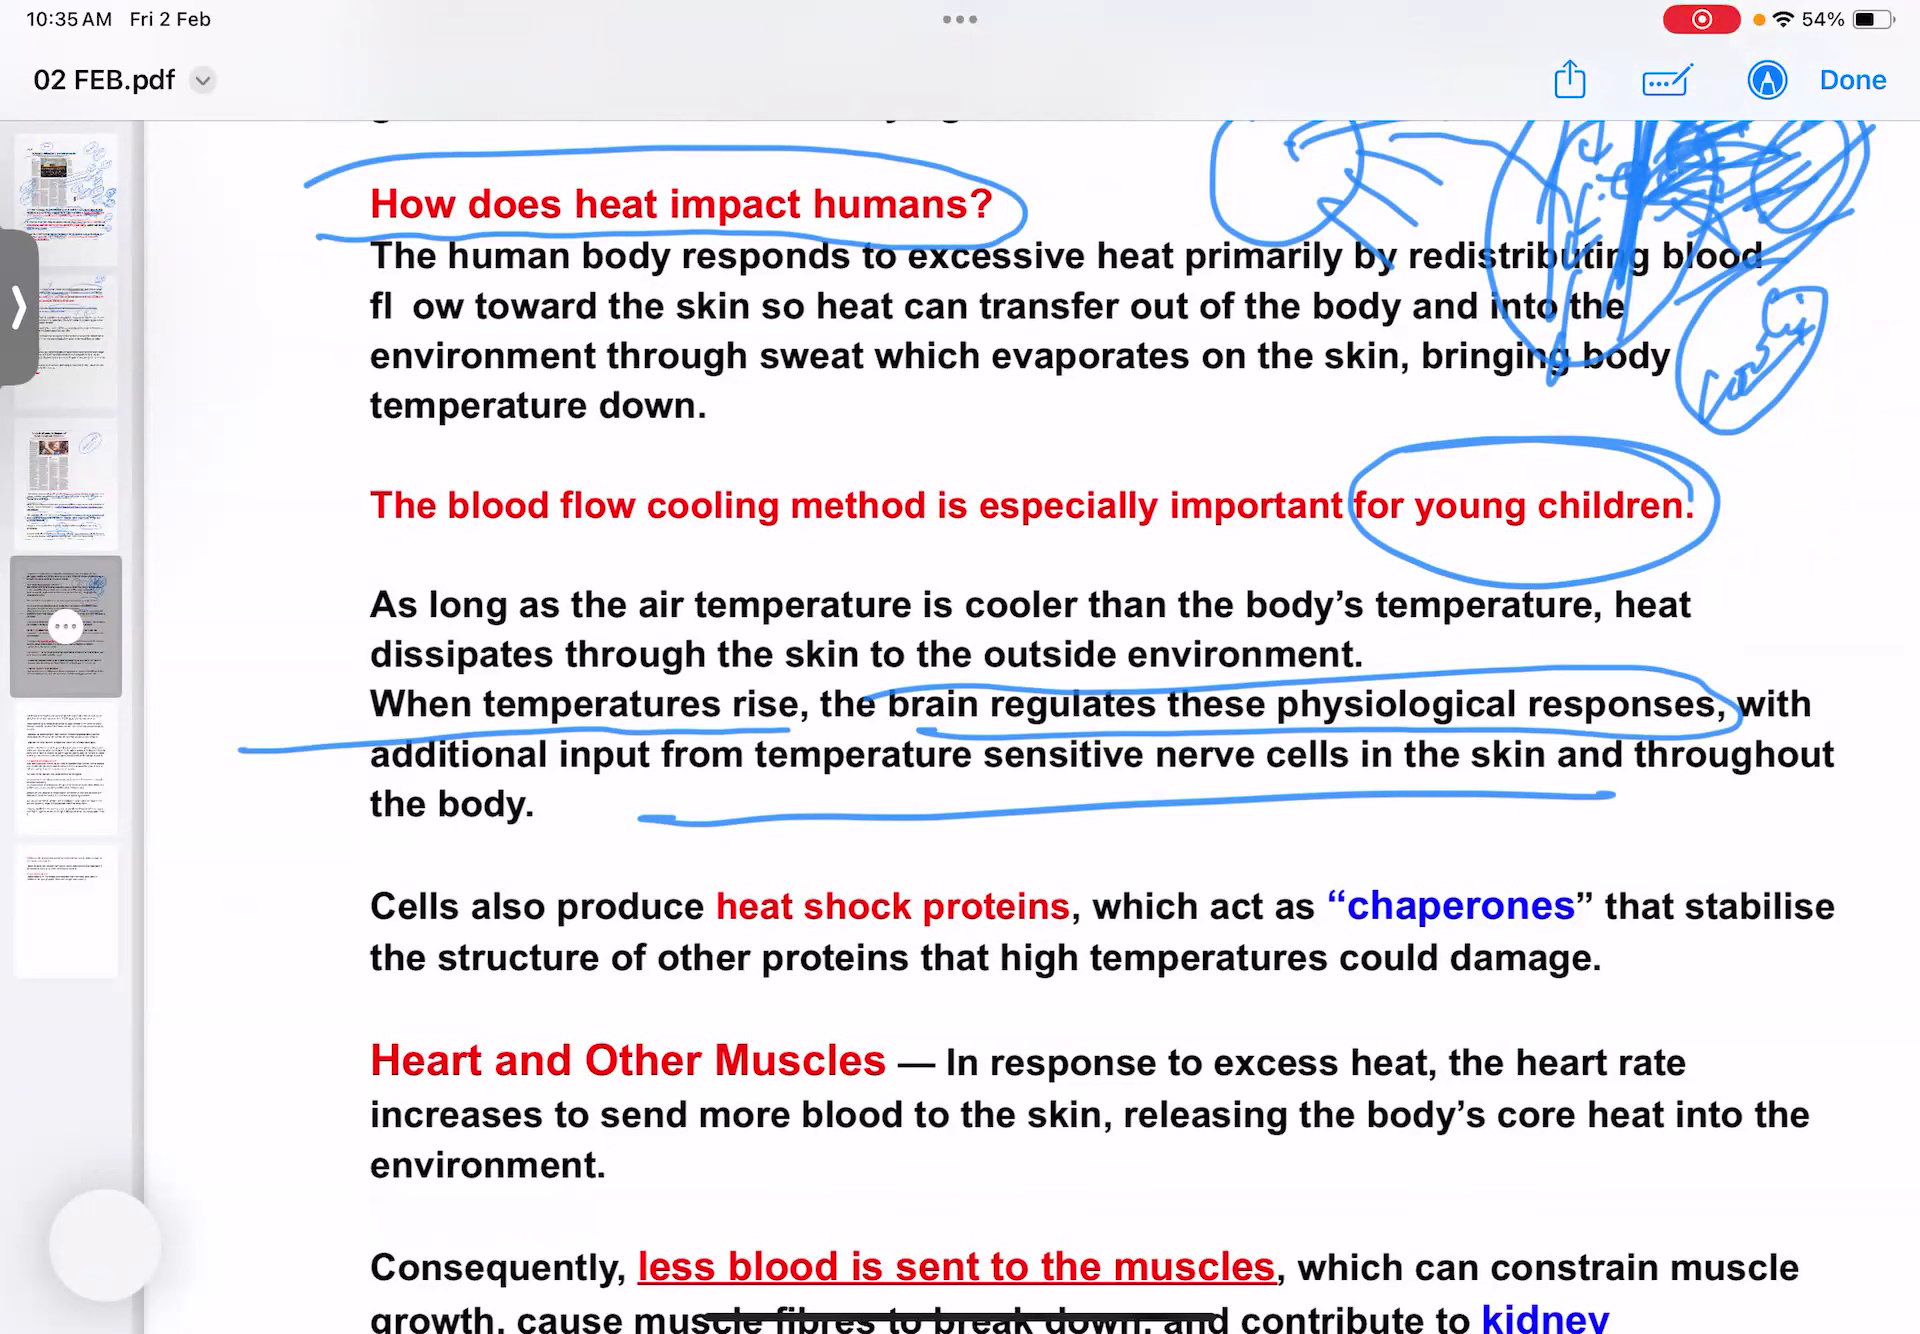 10:35 AM Fri 2 Feb
54%
02 FEB.pdf
Done
How does heat impact humans?
The human body responds to excessive heat primarily by redistributing blood
fl ow toward the skin so heat can transfer out of the body and into the
environment through sweat which evaporates on the skin, bringing body
temperature down.
The blood flow cooling method is especially important for young children.
As long as the air temperature is cooler than the body’s temperature, heat
dissipates through the skin to the outside environment.
When temperatures rise, the brain regulates these physiological responses, with
additional input from temperature sensitive nerve cells in the skin and throughout
the body.
Cells also produce heat shock proteins, which act as “chaperones” that stabilise
the structure of other proteins that high temperatures could damage.
Heart and Other Muscles — In response to excess heat, the heart rate
increases to send more blood to the skin, releasing the body’s core heat into the
environment.
Consequently, less blood is sent to the muscles, which can constrain muscle
growth, cause muscle fibres to break down, and contribute to kidney